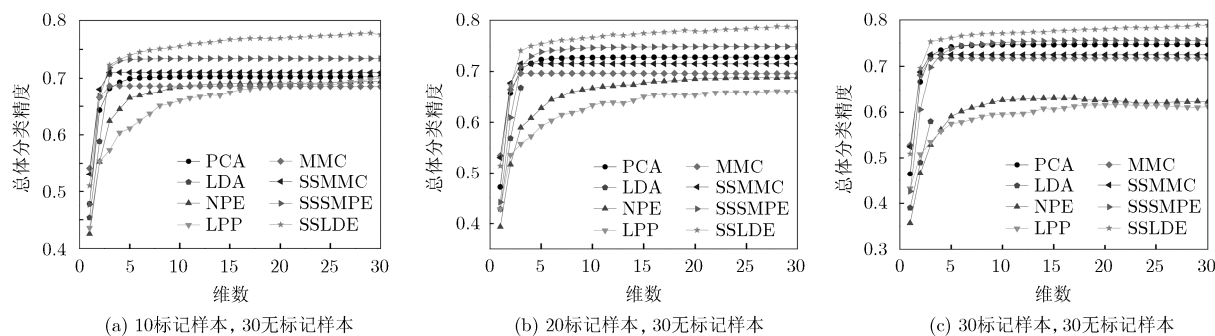 总体分类精度
0.8
0.7
0.6
0.5
0.4
PCA
LDA
NPE
LPP
MMC
SSMMC
SSSMPE
SSLDE
0 5 10 15 20 25 30
维数
(a) 10标记样本, 30无标记样本
总体分类精度
0.8
0.7
0.6
0.5
0.4
PCA
LDA
NPE
LPP
MMC
SSMMC
SSSMPE
SSLDE
0 5 10 15 20 25 30
维数
(b) 20标记样本, 30无标记样本
总体分类精度
0.8
0.7
0.6
0.5
0.4
0.3
PCA
LDA
NPE
LPP
MMC
SSMMC
SSSMPE
SSLDE
0 5 10 15 20 25 30
维数
(c) 30标记样本, 30无标记样本